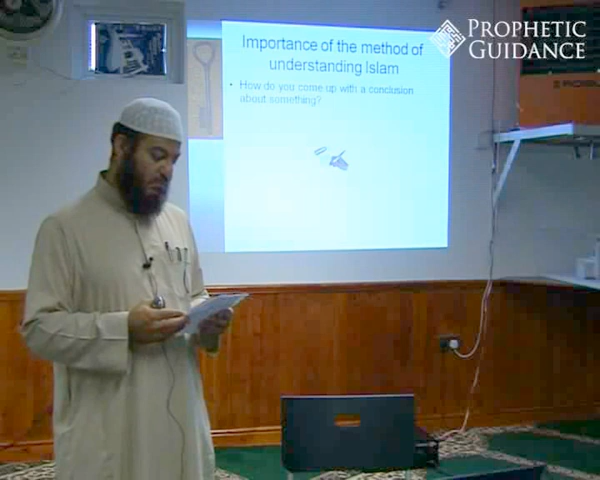 PROPHETIC
GUIDANCE
Importance of the method of
understanding Islam
• How do you come up with a conclusion
about something?